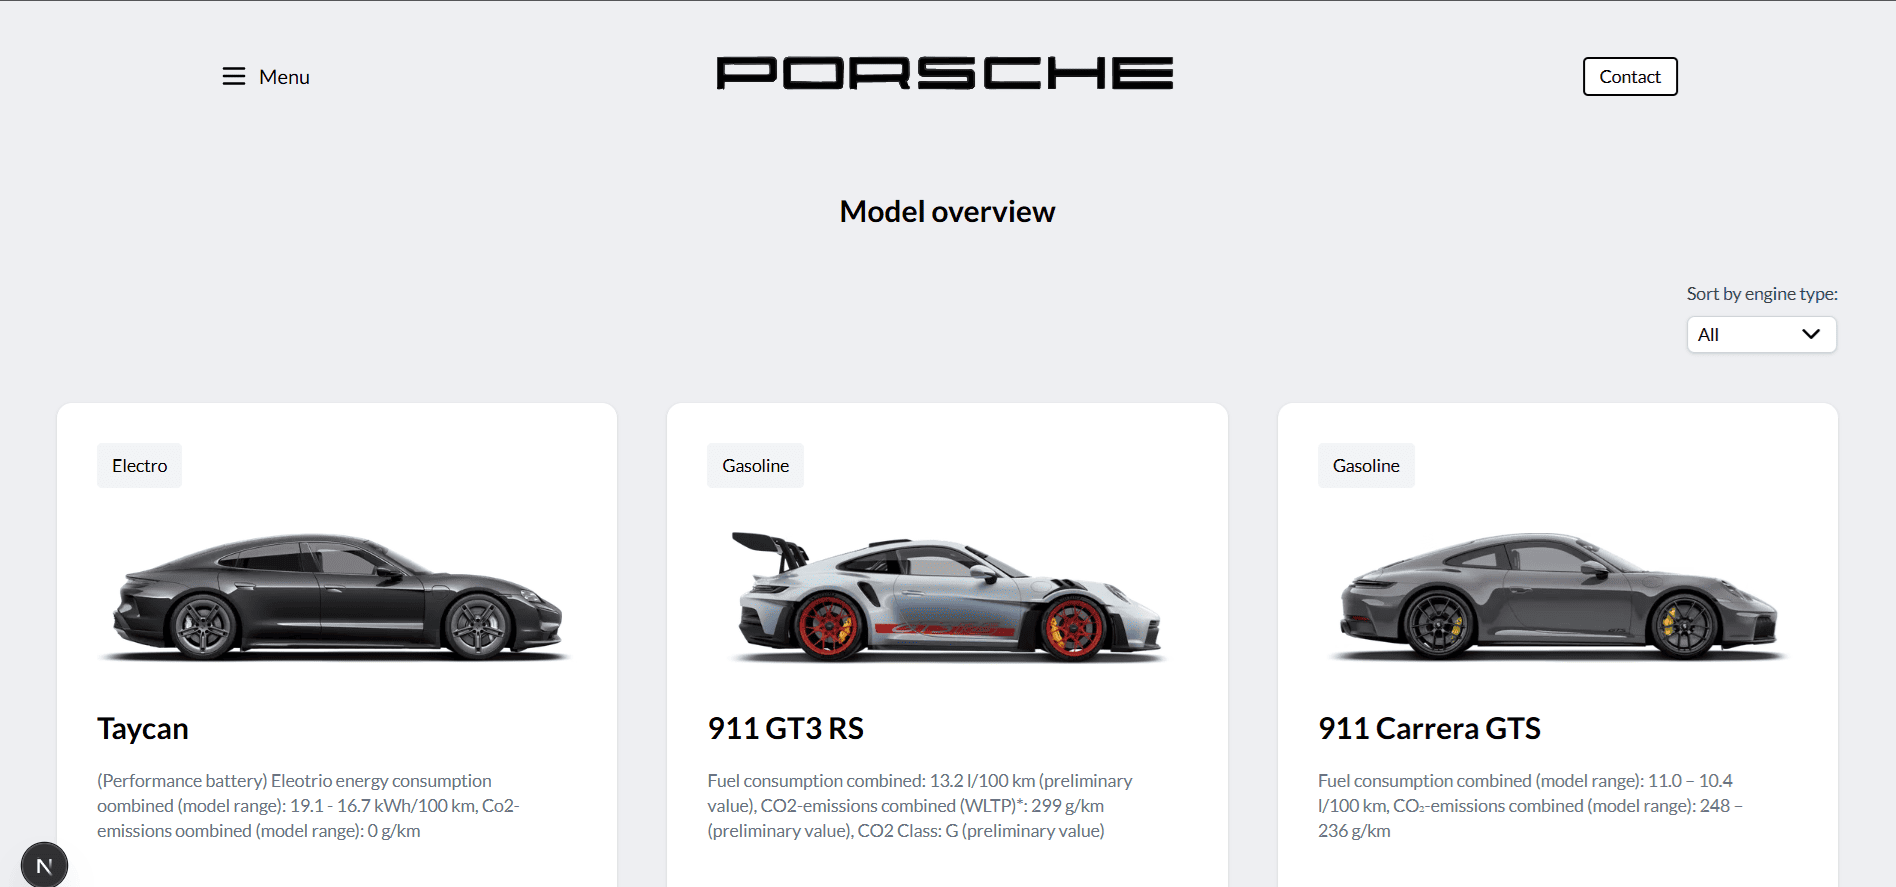 Menu
PORSCHE
Contact
Model overview
Sort by engine type:
All
Electro
Taycan
(Performance battery) Eleotrio energy consumption
oombined (model range): 19.1 - 16.7 kWh/100 km, Co2-
emissions oombined (model range): 0 g/km
Gasoline
GT3 RS
911 GT3 RS
Fuel consumption combined: 13.2 l/100 km (preliminary
value), CO2-emissions combined (WLTP)*: 299 g/km
(preliminary value), CO2 Class: G (preliminary value)
Gasoline
911 Carrera GTS
Fuel consumption combined (model range): 11.0 – 10.4
l/100 km, CO₂-emissions combined (model range): 248 –
236 g/km
N